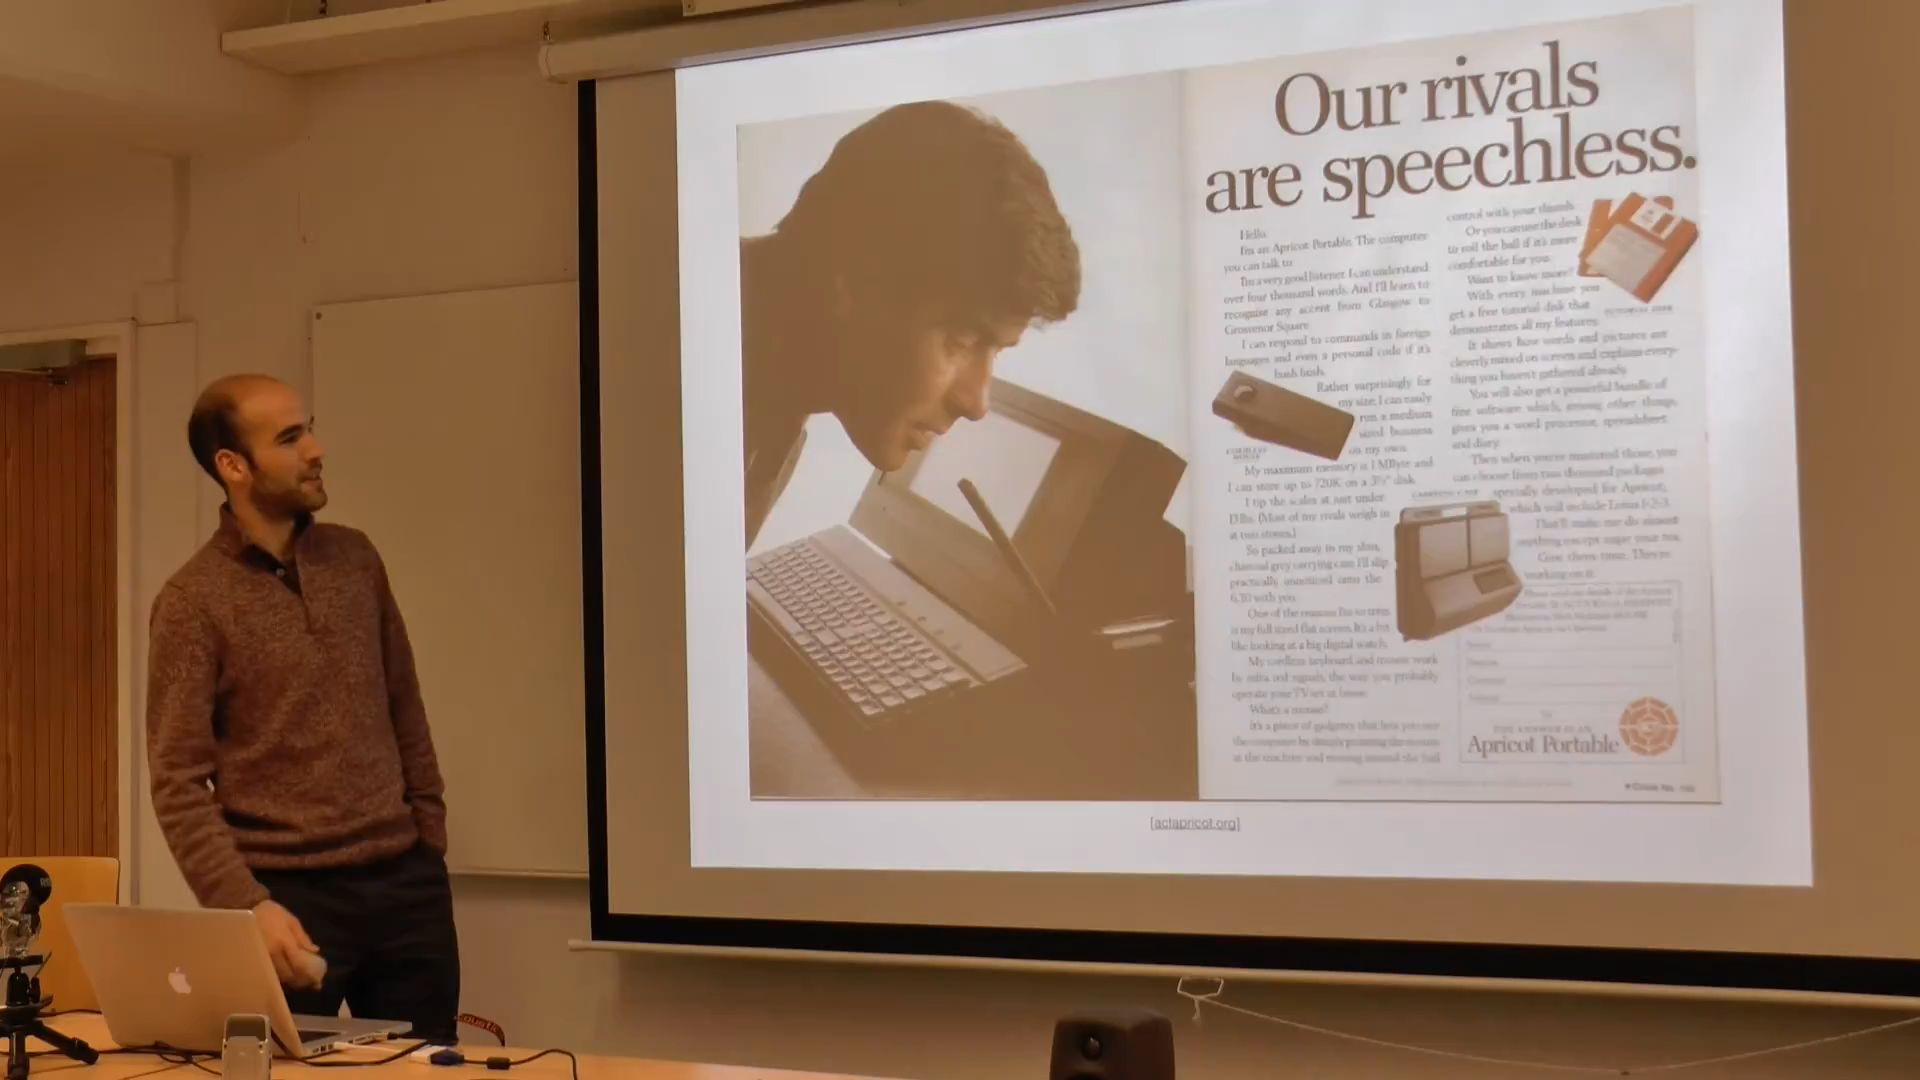 Our rivals
are speechless.
Hello.
I'm an Apricot Portable. The computer
you can talk to.
I'm a very good listener. I can understand
over four thousand words. And I'll learn to
recognise any accent from Glasgow to
Grosvenor Square.
I can respond to commands in foreign
languages and even a personal code if it's
hush hush.
Rather surprisingly for
my size, I can easily
run a medium
sized business
on my own.
CORDLESS
MOUSE
My maximum memory is 1 MByte and
I can store up to 720K on a 3½" disk.
I tip the scales at just under
13lbs. (Most of my rivals weigh in
at two stones.)
So packed away in my slim,
charcoal grey carrying case I'll slip
practically unnoticed onto the
6.30 with you.
One of the reasons I'm so trim
is my full sized flat screen. It's a bit
like looking at a big digital watch.
My cordless keyboard and mouse work
by infra red signals, the way you probably
operate your TV set at home.
What's a mouse?
It's a piece of gadgetry that lets you use
the computer by simply pointing the mouse
at the machine and moving around the ball
control with your thumb.
Or you can use the desk
to roll the ball if it's more
comfortable for you.
Want to know more?
With every machine you
get a free tutorial disk that
demonstrates all my features.
TUTORIAL DISK
It shows how words and pictures are
cleverly mixed on screen and explains every-
thing you haven't gathered already.
You will also get a powerful bundle of
free software which, among other things,
gives you a word processor, spreadsheet
and diary.
Then when you've mastered those, you
can choose from two thousand packages
CARRYING CASE
specially developed for Apricot,
which will include Lotus 1-2-3.
That'll make me do almost
anything except sugar your tea.
Give them time. They're
working on it.
THE ANSWER IS AN
Apricot Portable
[actapricot.org]